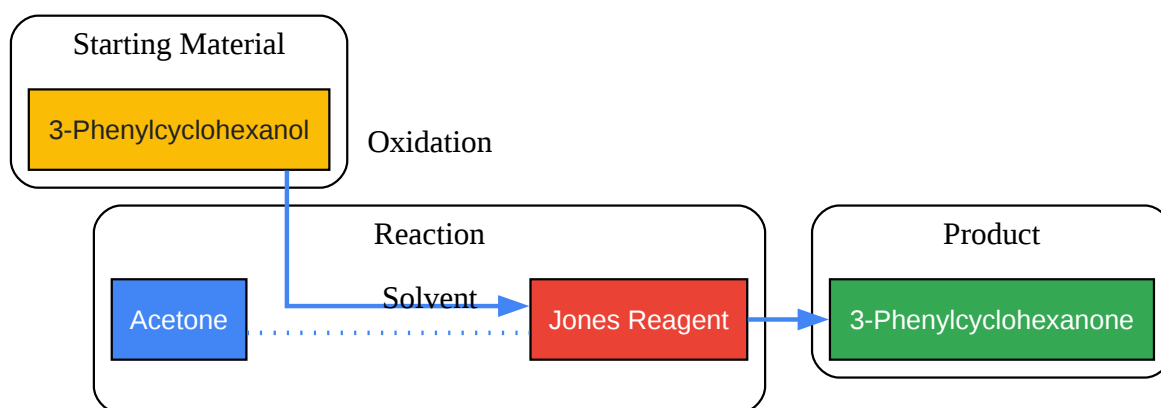 Starting Material
3-Phenylcyclohexanol
Oxidation
Reaction
Product
Solvent
Acetone
Jones Reagent
3-Phenylcyclohexanone